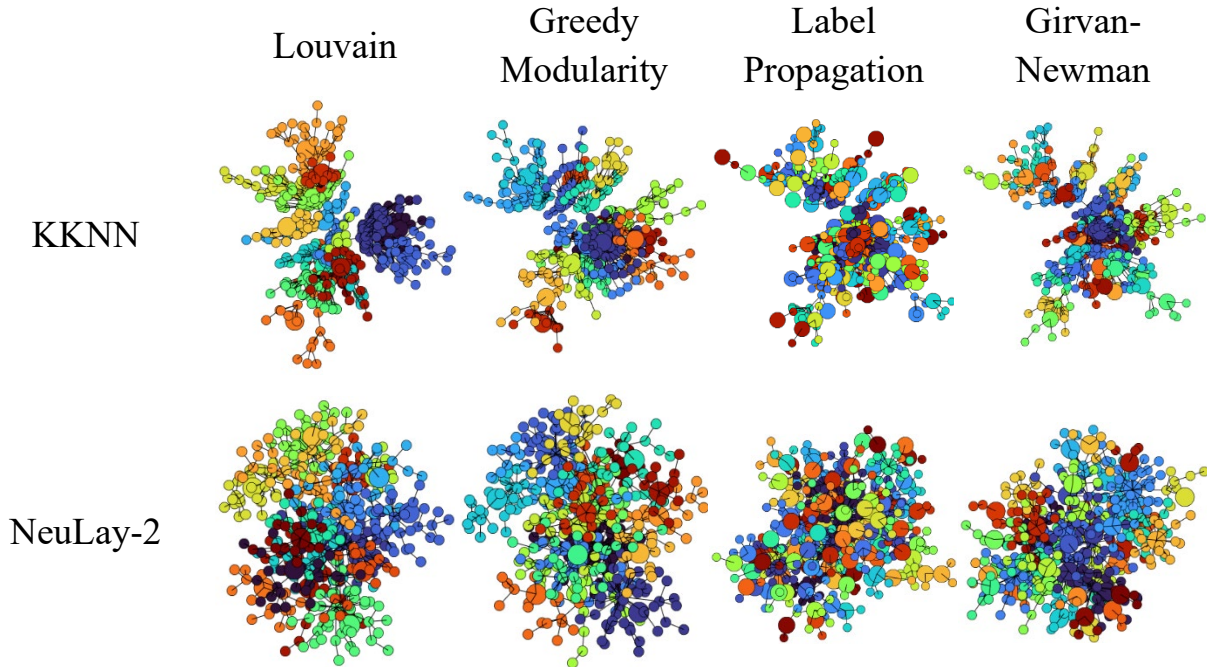 Louvain
Greedy
Modularity
Label
Propagation
Girvan-
Newman
KKNN
NeuLay-2